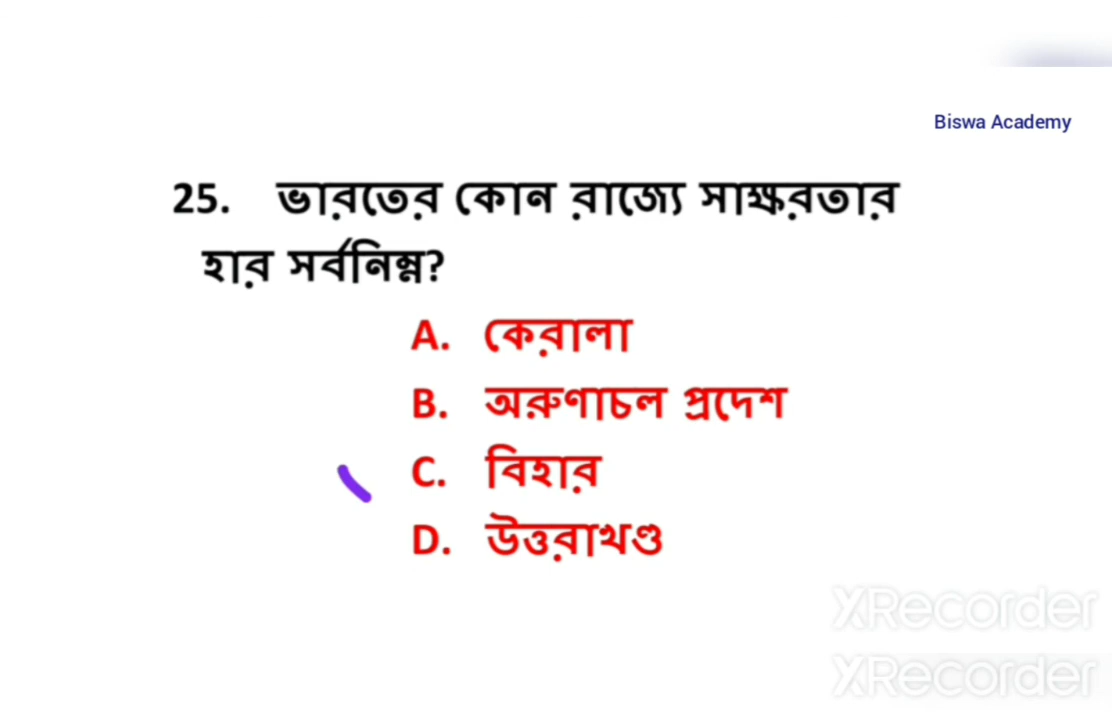 Biswa Academy
25. ভারতের কোন রাজ্যে সাক্ষরতার
হার সর্বনিম্ন?
A. কেরালা
B. অরুণাচল প্রদেশ
C. বিহার
D. উত্তরাখণ্ড
XRecorder
XRecorder